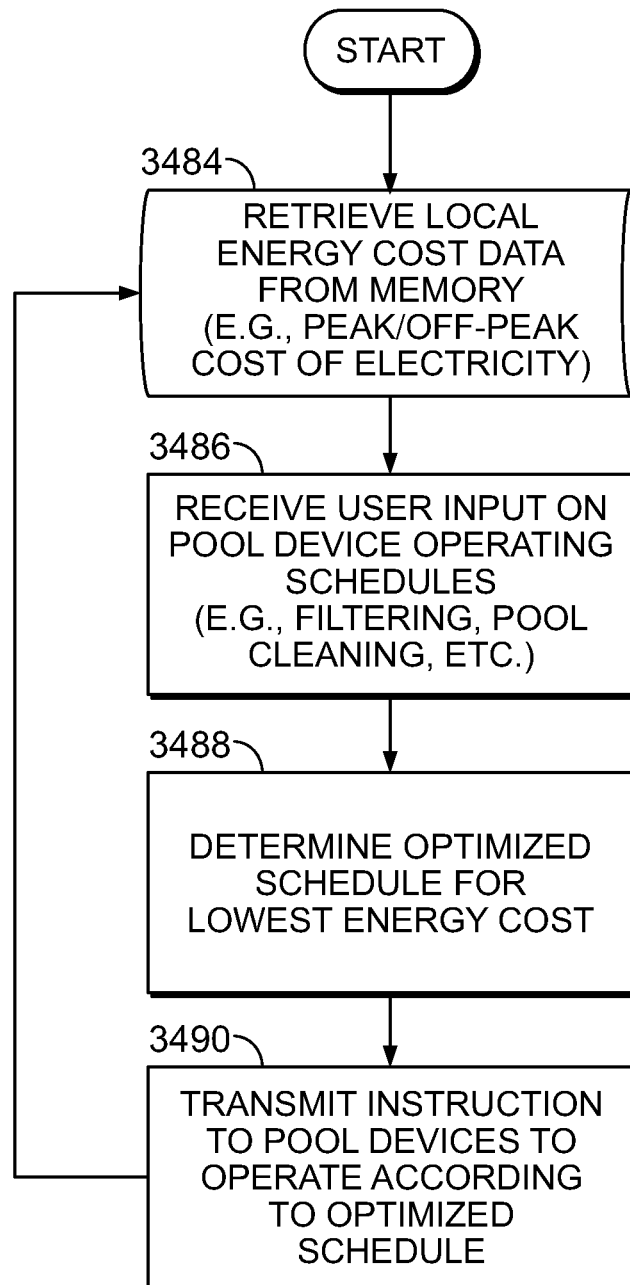 START
3484
RETRIEVE LOCAL
ENERGY COST DATA
FROM MEMORY
(E.G., PEAK/OFF-PEAK
COST OF ELECTRICITY)
3486
RECEIVE USER INPUT ON
POOL DEVICE OPERATING
SCHEDULES
(E.G., FILTERING, POOL
CLEANING, ETC.)
3488
DETERMINE OPTIMIZED
SCHEDULE FOR
LOWEST ENERGY COST
3490
TRANSMIT INSTRUCTION
TO POOL DEVICES TO
OPERATE ACCORDING
TO OPTIMIZED
SCHEDULE